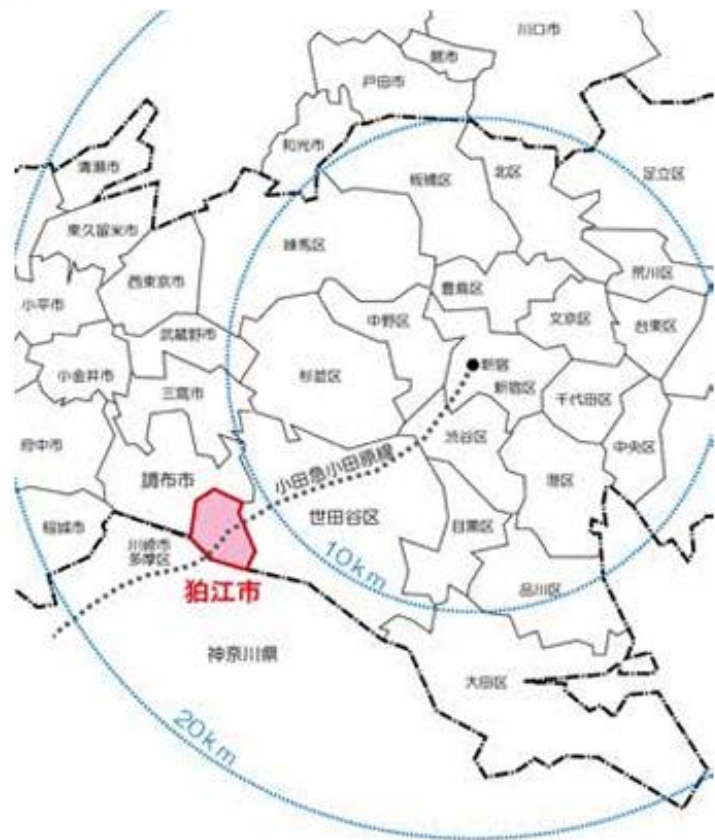 川口市
蕨市
戸田市
和光市
清瀬市
板橋区
北区
足立区
東久留米市
練馬区
西東京市
豊島区
荒川区
小平市
中野区
文京区
台東区
武蔵野市
小金井市
杉並区
新宿
新宿区
千代田区
三鷹市
府中市
渋谷区
中央区
調布市
小田急小田原線
港区
世田谷区
稲城市
目黒区
川崎市
多摩区
10km
狛江市
品川区
神奈川県
大田区
20km